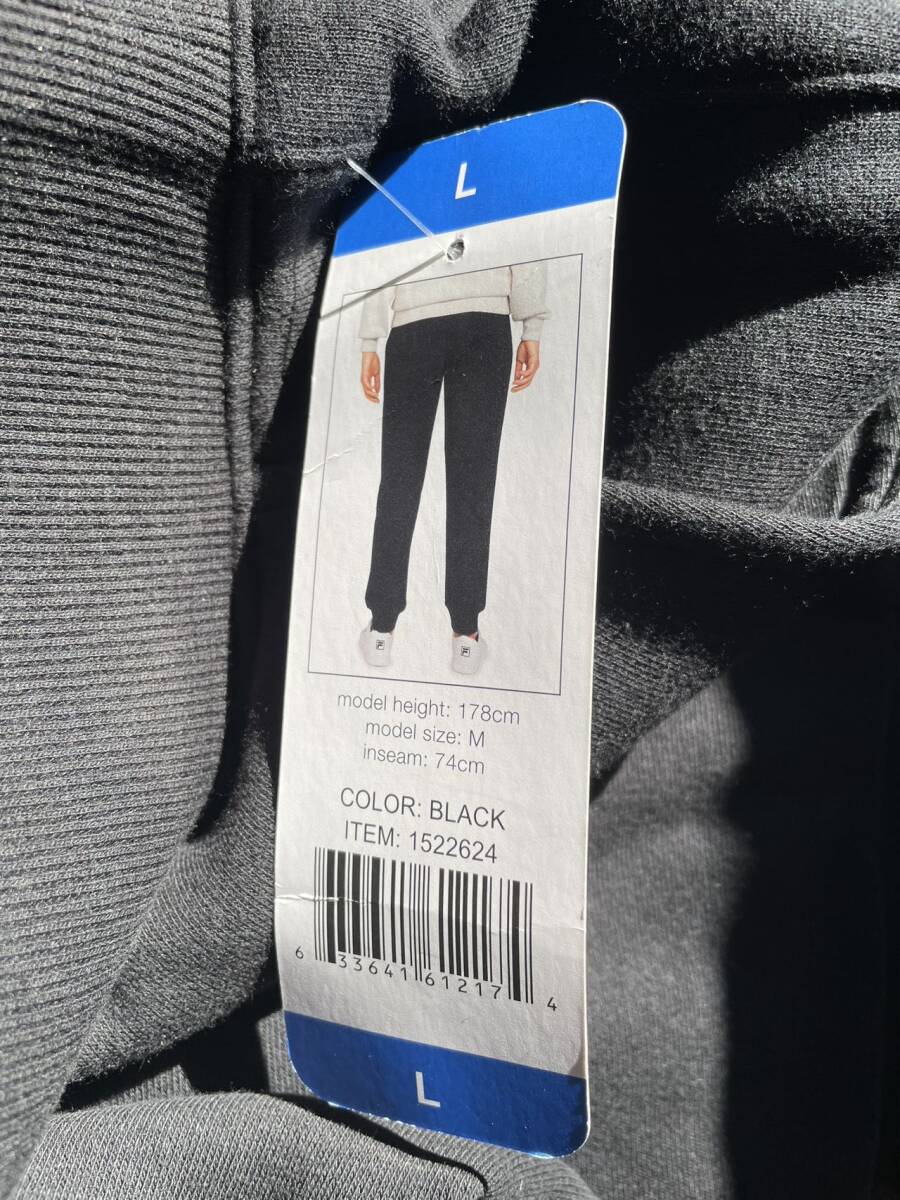 L
model height: 178cm
model size: M
inseam: 74cm
COLOR: BLACK
ITEM: 1522624
6 33641 61217 4
L